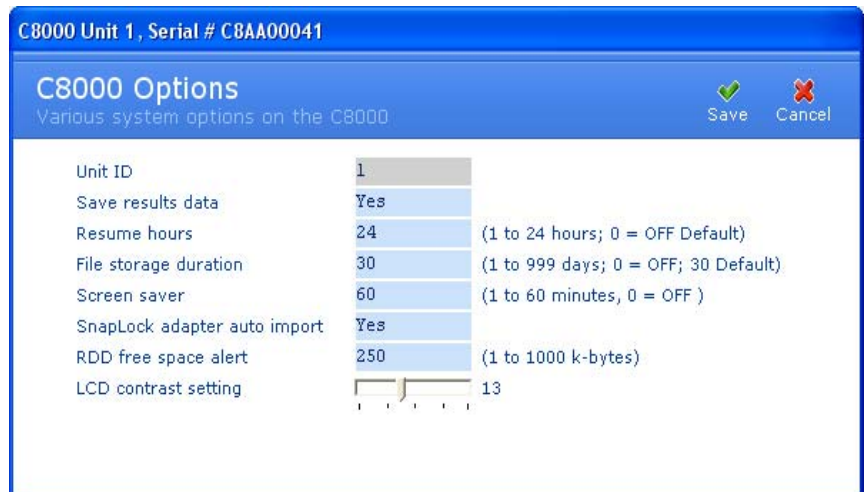 C8000 Unit 1, Serial # C8AA00041
C8000 Options
Various system options on the C8000
Save Cancel
Unit ID 1
Save results data Yes
Resume hours 24 (1 to 24 hours; 0 = OFF Default)
File storage duration 30 (1 to 999 days; 0 = OFF; 30 Default)
Screen saver 60 (1 to 60 minutes, 0 = OFF )
SnapLock adapter auto import Yes
RDD free space alert 250 (1 to 1000 k-bytes)
LCD contrast setting 13